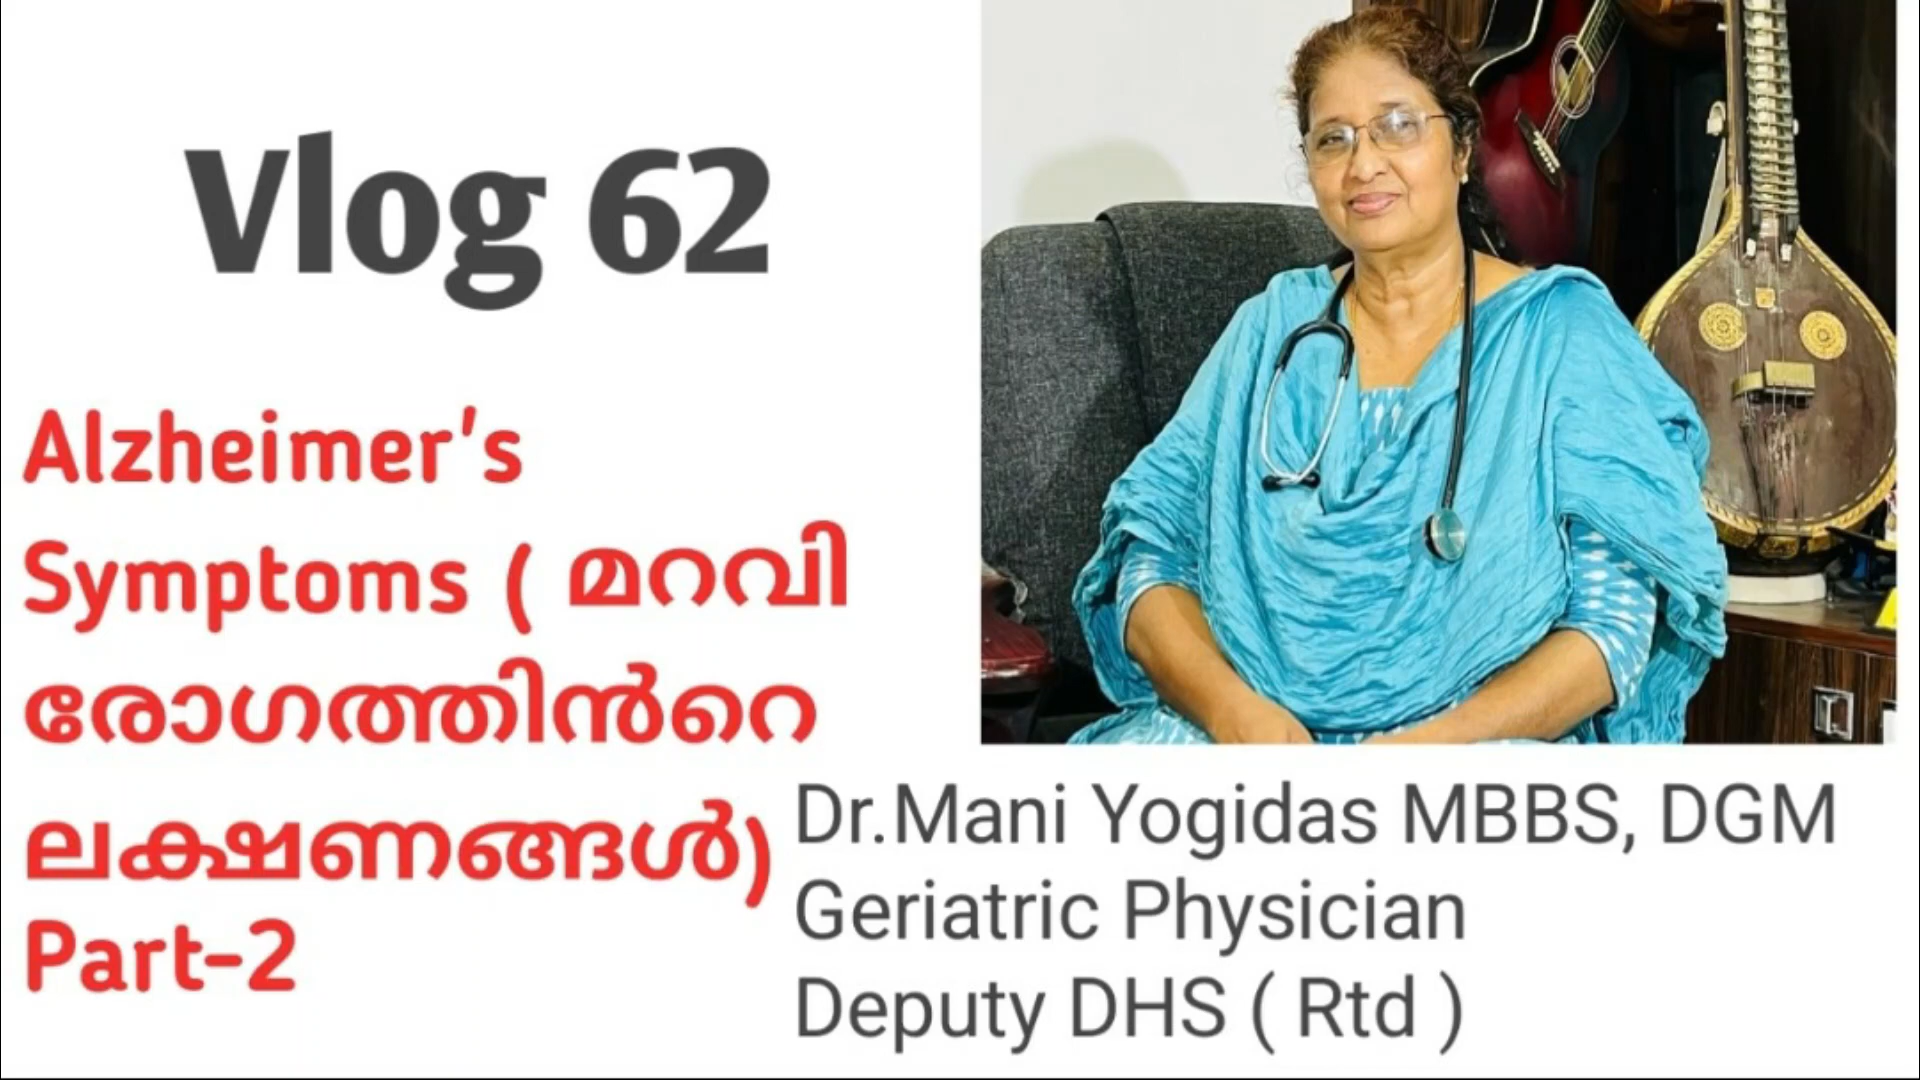 Vlog 62
Alzheimer's
Symptoms ( മറവി
രോഗത്തിൻറെ
ലക്ഷണങ്ങൾ)
Part-2
Dr.Mani Yogidas MBBS, DGM
Geriatric Physician
Deputy DHS ( Rtd )